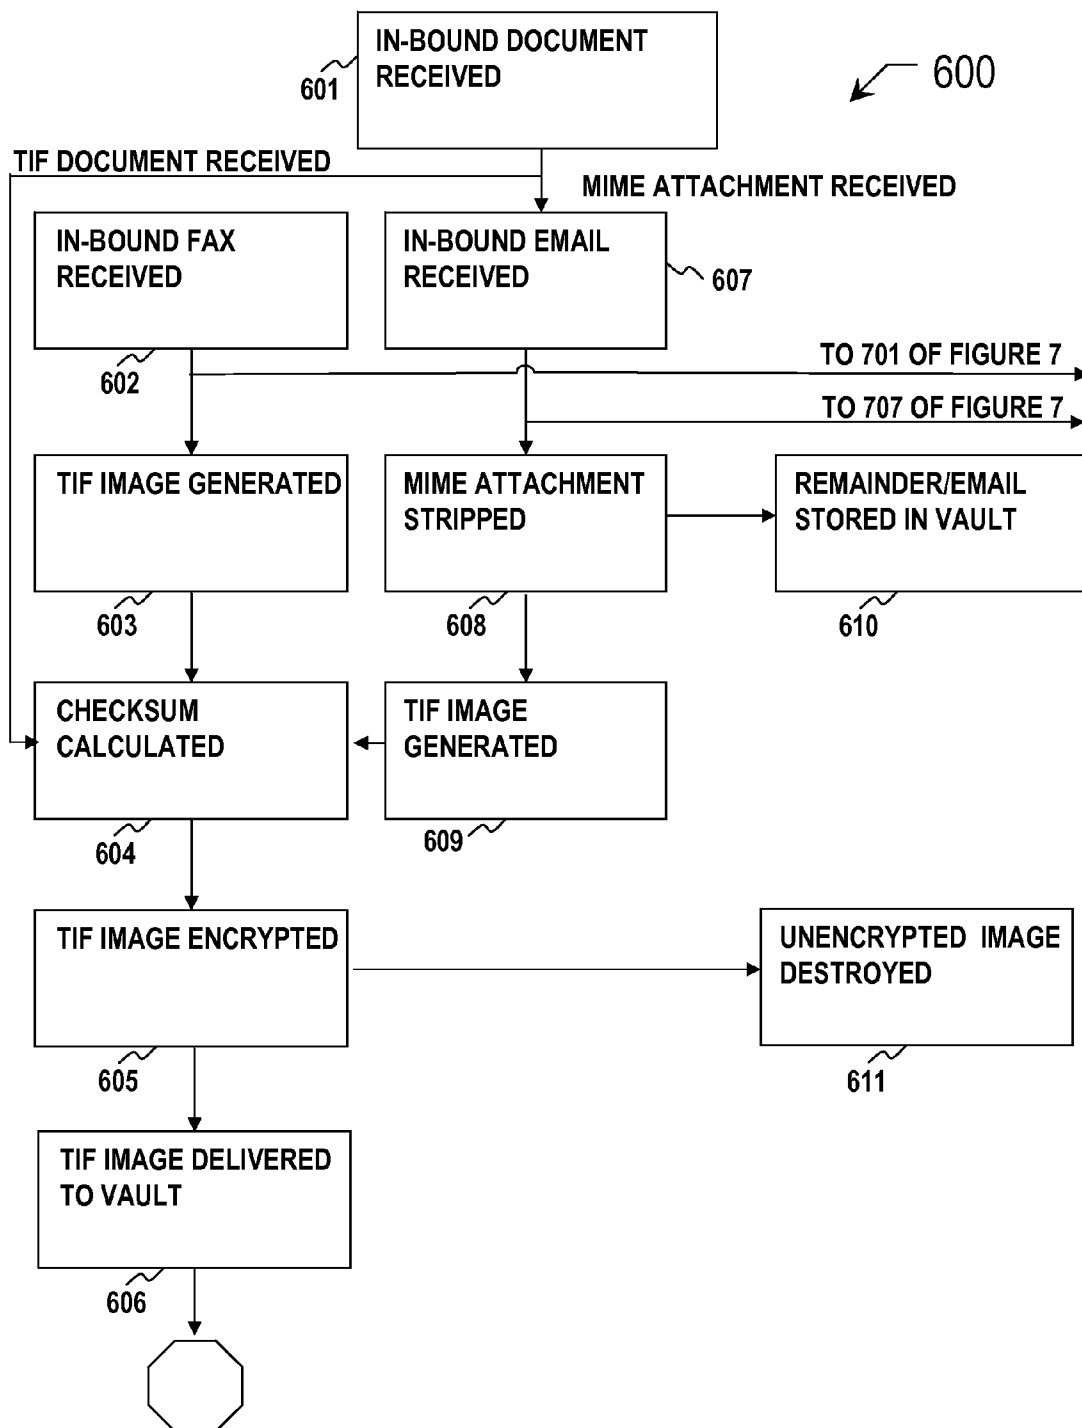 IN-BOUND DOCUMENT
RECEIVED
601
600
TIF DOCUMENT RECEIVED
MIME ATTACHMENT RECEIVED
IN-BOUND FAX
RECEIVED
602
IN-BOUND EMAIL
RECEIVED
607
TO 701 OF FIGURE 7
TO 707 OF FIGURE 7
TIF IMAGE GENERATED
603
MIME ATTACHMENT
STRIPPED
608
REMAINDER/EMAIL
STORED IN VAULT
610
CHECKSUM
CALCULATED
604
TIF IMAGE
GENERATED
609
TIF IMAGE ENCRYPTED
605
UNENCRYPTED IMAGE
DESTROYED
611
TIF IMAGE DELIVERED
TO VAULT
606